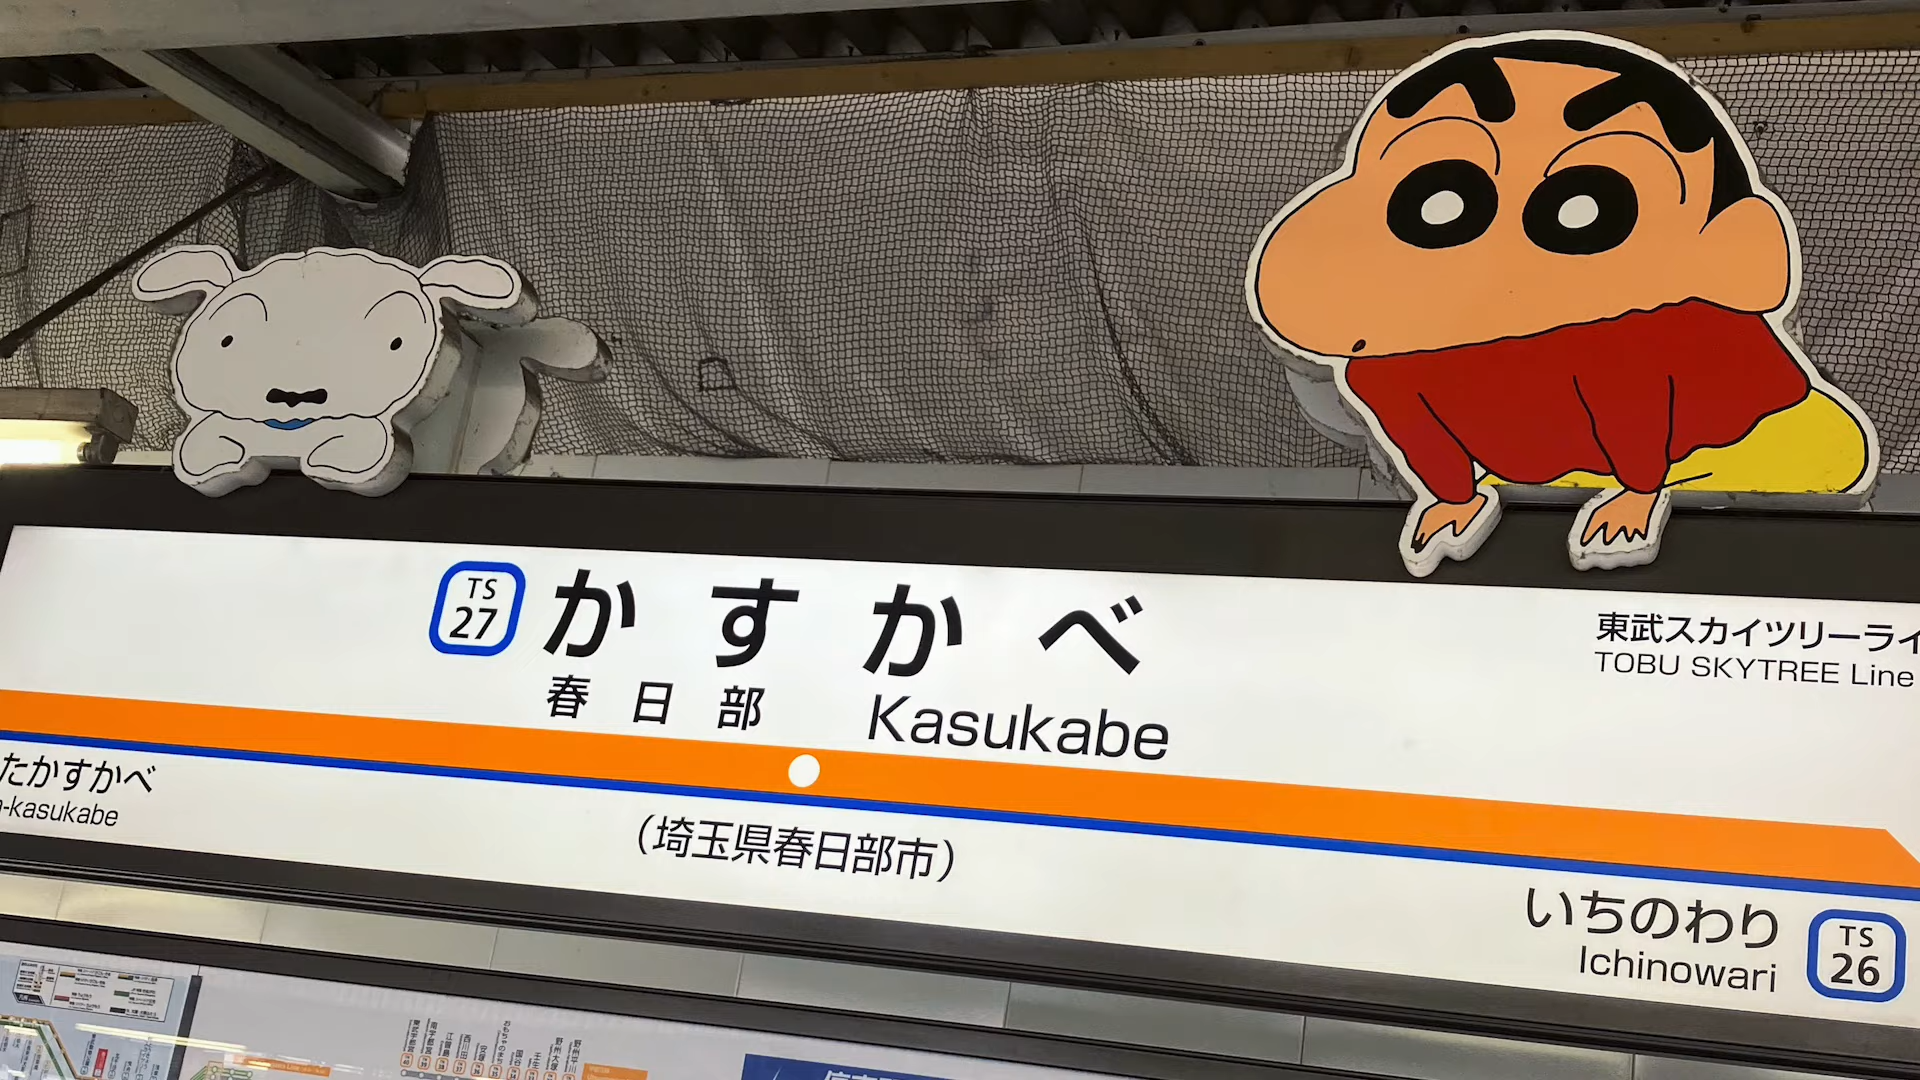 TS
27
かすかべ
春日部 Kasukabe
東武スカイツリーライ
TOBU SKYTREE Line
たかすかべ
-kasukabe
(埼玉県春日部市)
いちのわり
Ichinowari
TS
26